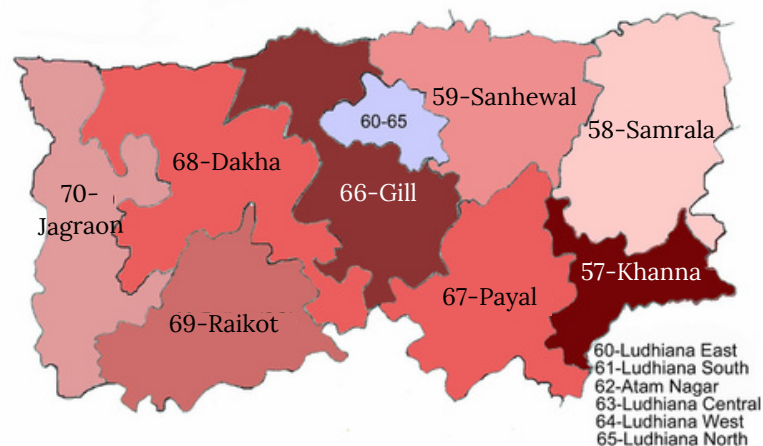 59-Sanhewal
60-65
58-Samrala
68-Dakha
66-Gill
70-
Jagraon
57-Khanna
67-Payal
69-Raikot
60-Ludhiana East
61-Ludhiana South
62-Atam Nagar
63-Ludhiana Central
64-Ludhiana West
65-Ludhiana North